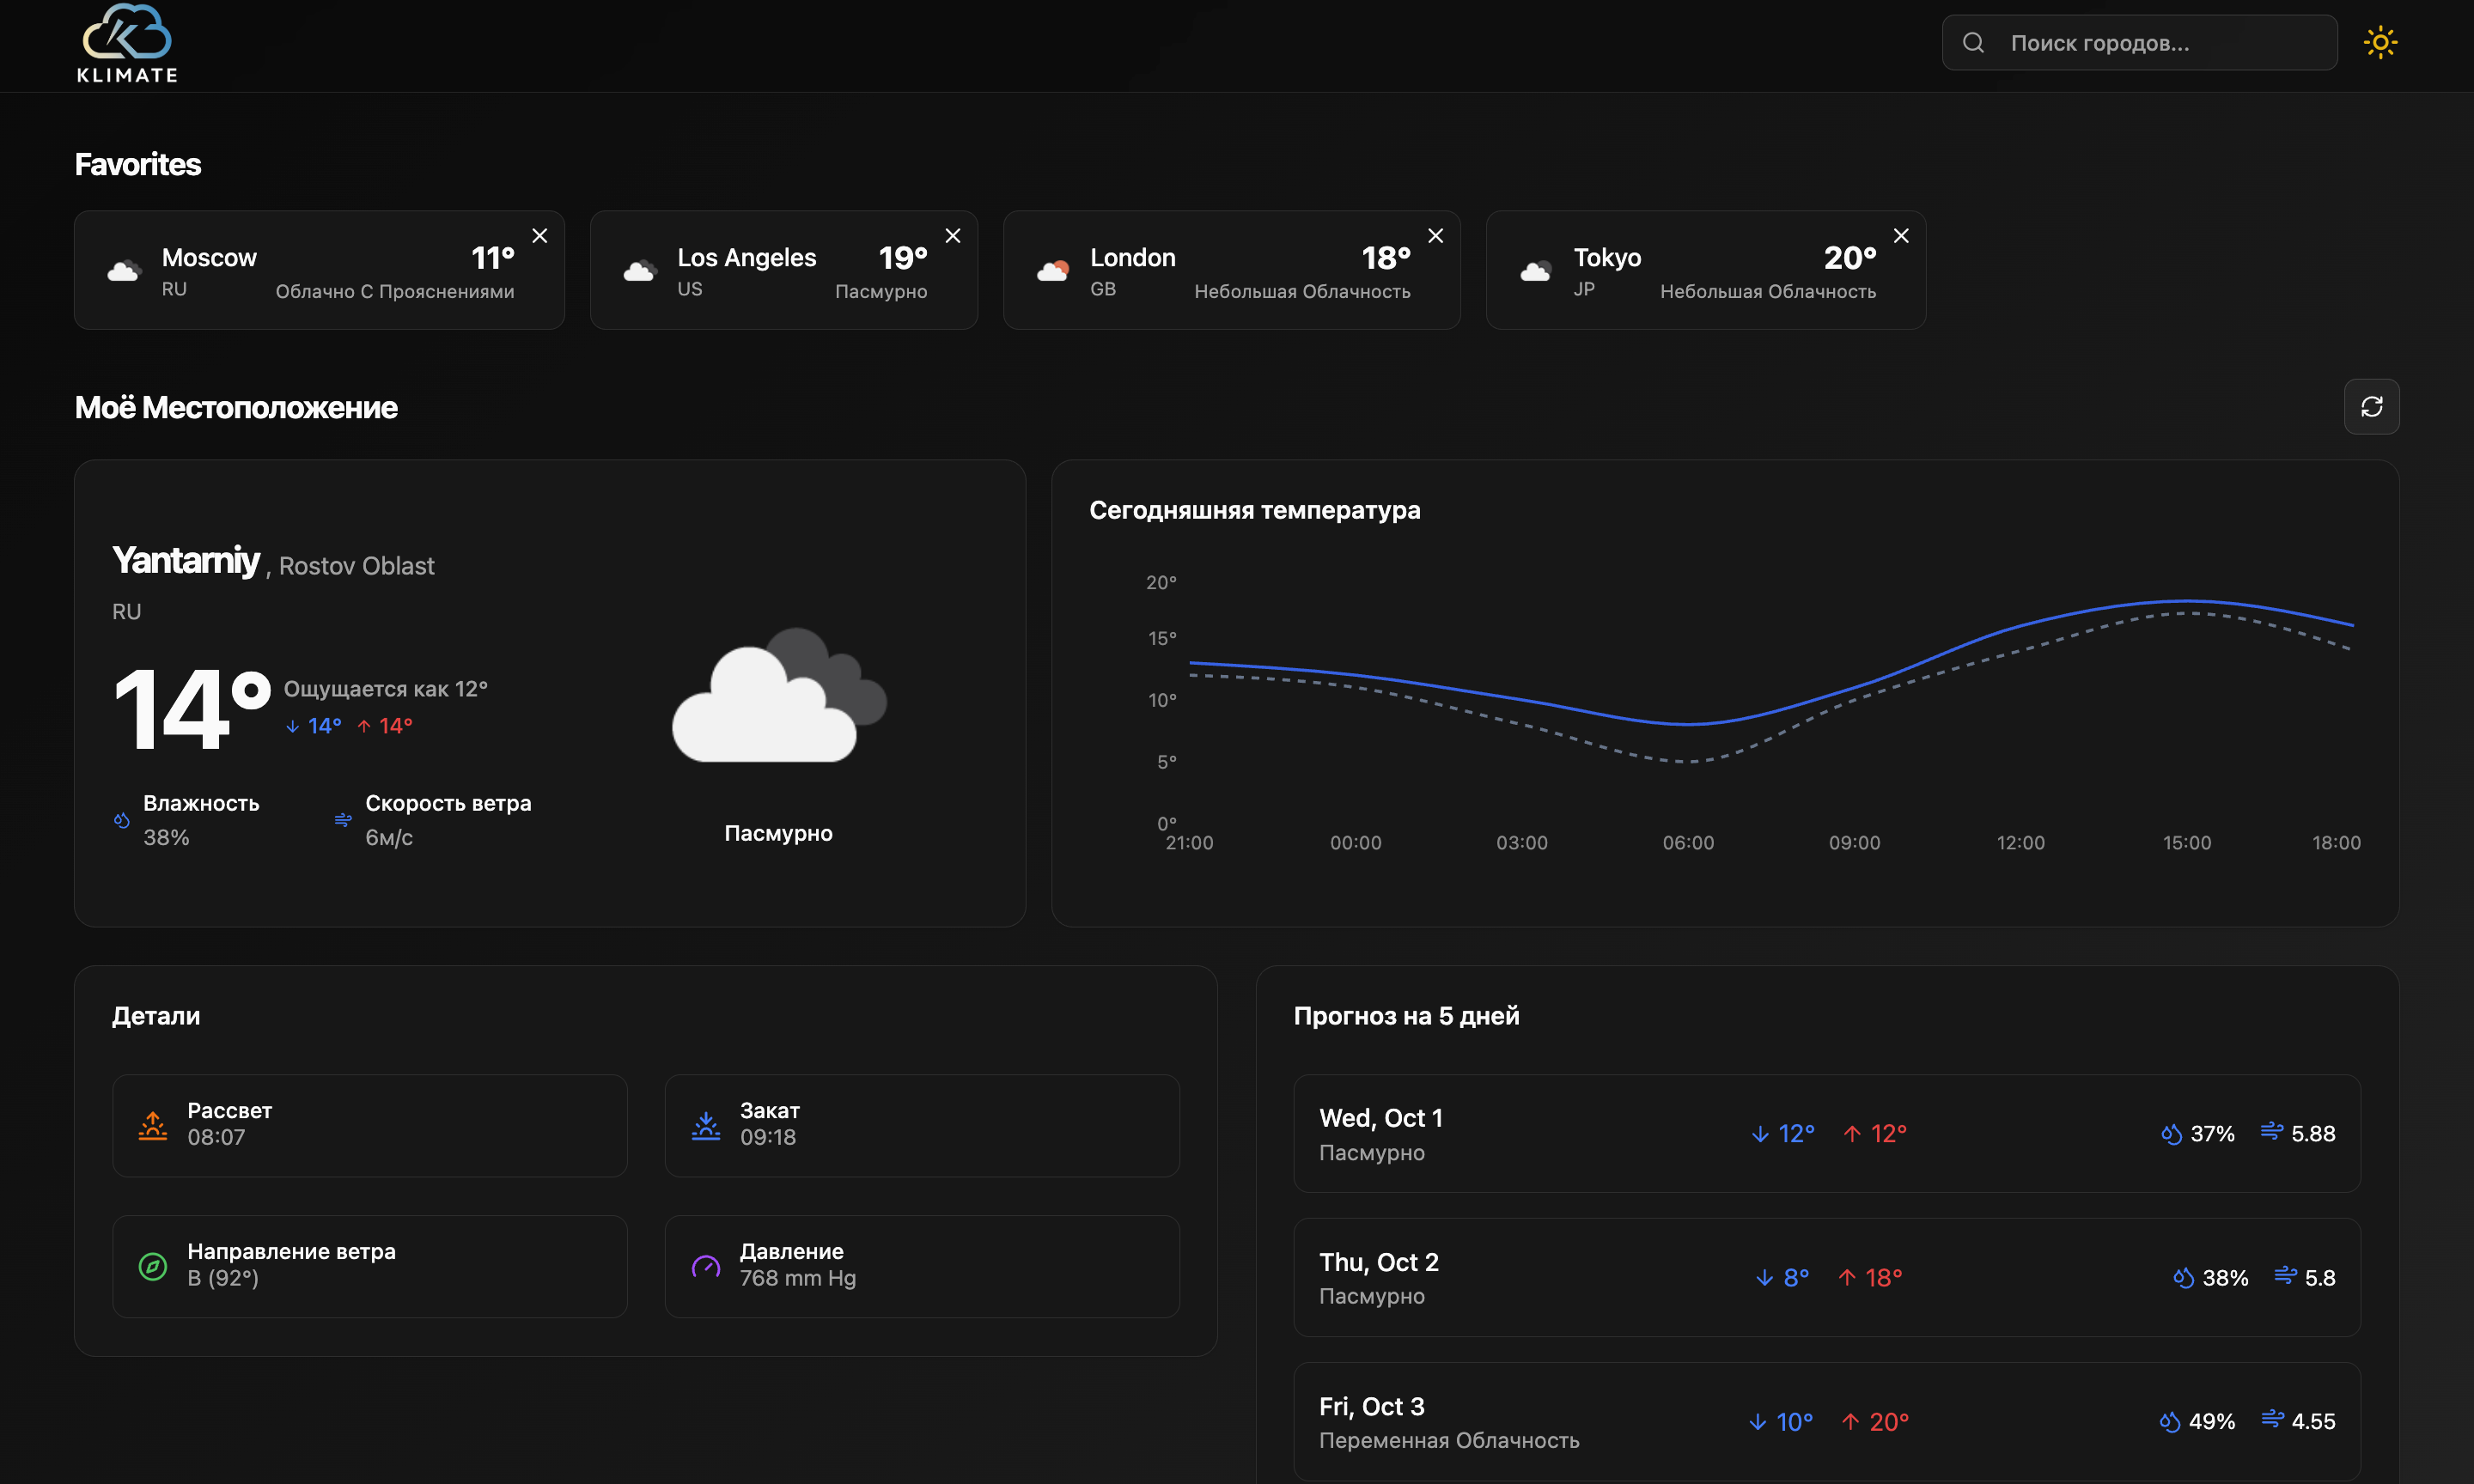 KLIMATE
Поиск городов...
Favorites
Moscow
RU
11°
Облачно С Прояснениями
Los Angeles
US
19°
Пасмурно
London
GB
18°
Небольшая Облачность
Tokyo
JP
20°
Небольшая Облачность
Моё Местоположение
Yantarniy , Rostov Oblast
RU
14°
Ощущается как 12°
14° 14°
Влажность
38%
Скорость ветра
6м/с
Пасмурно
Сегодняшняя температура
20°
15°
10°
5°
0°
21:00 00:00 03:00 06:00 09:00 12:00 15:00 18:00
Детали
Рассвет
08:07
Закат
09:18
Направление ветра
В (92°)
Давление
768 mm Hg
Прогноз на 5 дней
Wed, Oct 1
Пасмурно
12° 12°
37% 5.88
Thu, Oct 2
Пасмурно
8° 18°
38% 5.8
Fri, Oct 3
Переменная Облачность
10° 20°
49% 4.55